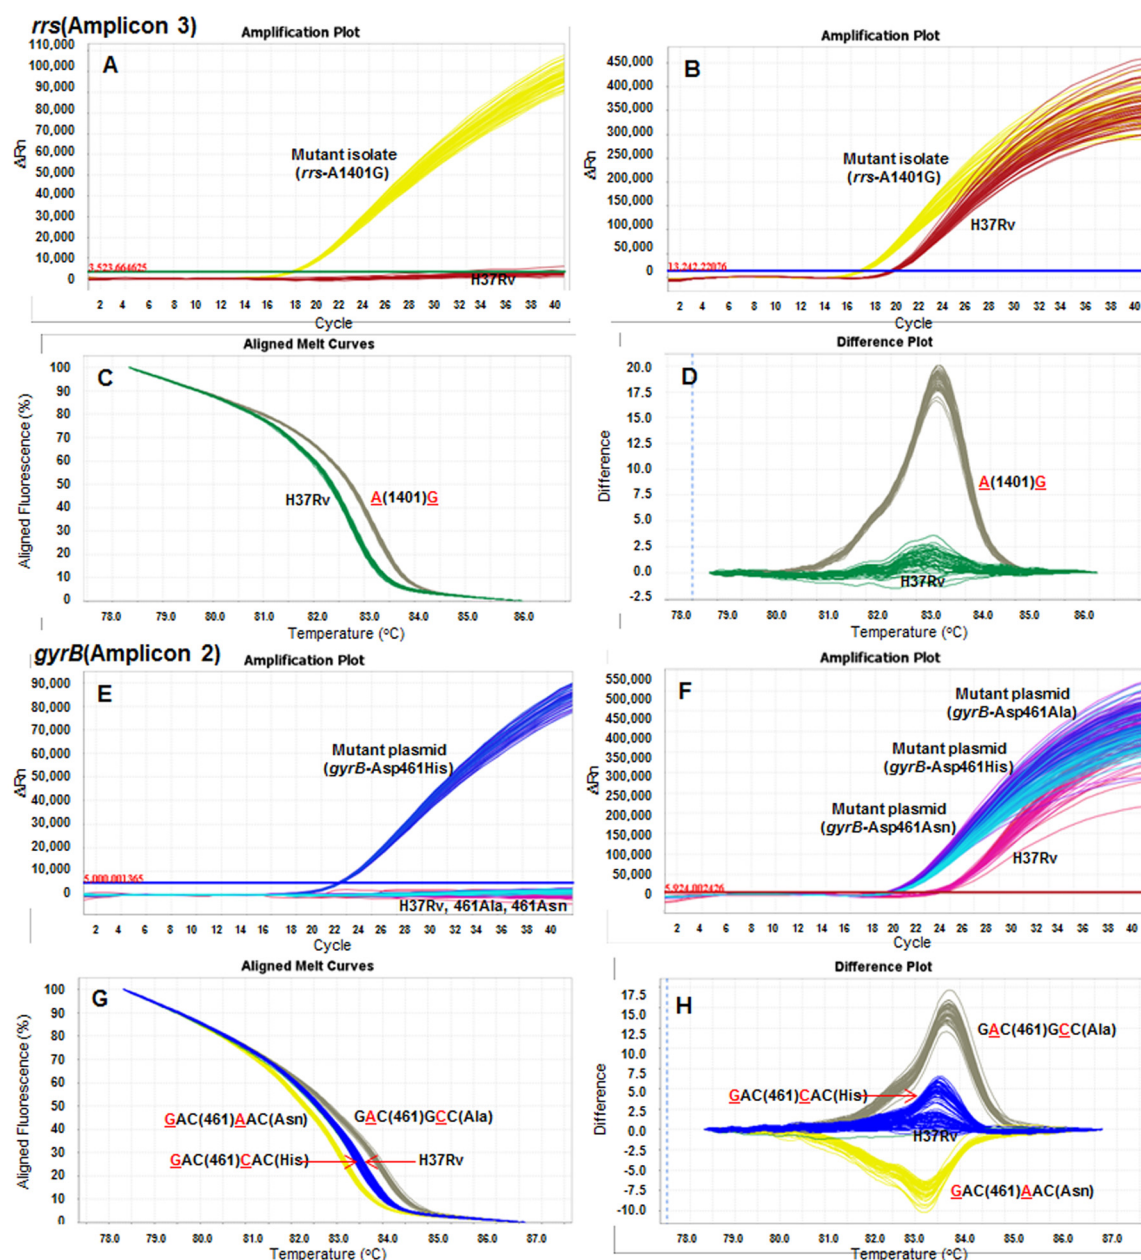 rrs(Amplicon 3)
Amplification Plot
A
110,000
100,000
90,000
80,000
70,000
60,000
50,000
40,000
30,000
20,000
10,000
0
ΔRn
Mutant isolate
(rrs-A1401G)
3,523.664625
H37Rv
2 4 6 8 10 12 14 16 18 20 22 24 26 28 30 32 34 36 38 40
Cycle
Amplification Plot
B
450,000
400,000
350,000
300,000
250,000
200,000
150,000
100,000
50,000
0
ΔRn
Mutant isolate
(rrs-A1401G)
H37Rv
13,242.22026
2 4 6 8 10 12 14 16 18 20 22 24 26 28 30 32 34 36 38 40
Cycle
Aligned Melt Curves
C
100
90
80
70
60
50
40
30
20
10
0
Aligned Fluorescence (%)
H37Rv
A(1401)G
78.0 79.0 80.0 81.0 82.0 83.0 84.0 85.0 86.0
Temperature (°C)
Difference Plot
D
20.0
17.5
15.0
12.5
10.0
7.5
5.0
2.5
0.0
-2.5
Difference
A(1401)G
H37Rv
78.0 79.0 80.0 81.0 82.0 83.0 84.0 85.0 86.0
Temperature (°C)
gyrB(Amplicon 2)
Amplification Plot
E
90,000
80,000
70,000
60,000
50,000
40,000
30,000
20,000
10,000
0
ΔRn
Mutant plasmid
(gyrB-Asp461His)
5,000.001365
H37Rv, 461Ala, 461Asn
2 4 6 8 10 12 14 16 18 20 22 24 26 28 30 32 34 36 38 40
Cycle
Amplification Plot
F
550,000
500,000
450,000
400,000
350,000
300,000
250,000
200,000
150,000
100,000
50,000
0
ΔRn
Mutant plasmid
(gyrB-Asp461Ala)
Mutant plasmid
(gyrB-Asp461His)
Mutant plasmid
(gyrB-Asp461Asn)
H37Rv
5,924.002426
2 4 6 8 10 12 14 16 18 20 22 24 26 28 30 32 34 36 38 40
Cycle
Aligned Melt Curves
G
100
90
80
70
60
50
40
30
20
10
0
Aligned Fluorescence (%)
GAC(461)AAC(Asn)
GAC(461)GCC(Ala)
GAC(461)CAC(His)
H37Rv
78.0 79.0 80.0 81.0 82.0 83.0 84.0 85.0 86.0 87.0
Temperature (°C)
Difference Plot
H
17.5
15.0
12.5
10.0
7.5
5.0
2.5
0.0
-2.5
-5.0
-7.5
-10.0
Difference
GAC(461)GCC(Ala)
GAC(461)CAC(His)
H37Rv
GAC(461)AAC(Asn)
78.0 79.0 80.0 81.0 82.0 83.0 84.0 85.0 86.0 87.0
Temperature (°C)